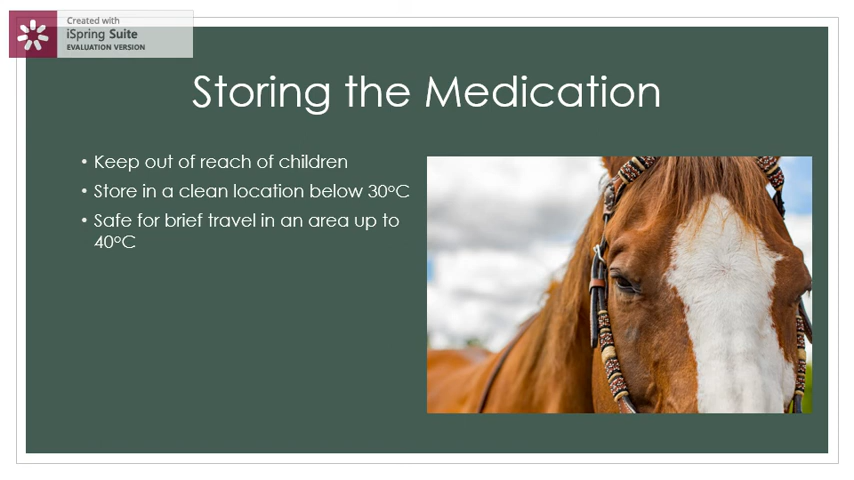 Created with
iSpring Suite
EVALUATION VERSION
Storing the Medication
• Keep out of reach of children
• Store in a clean location below 30°C
• Safe for brief travel in an area up to
40°C